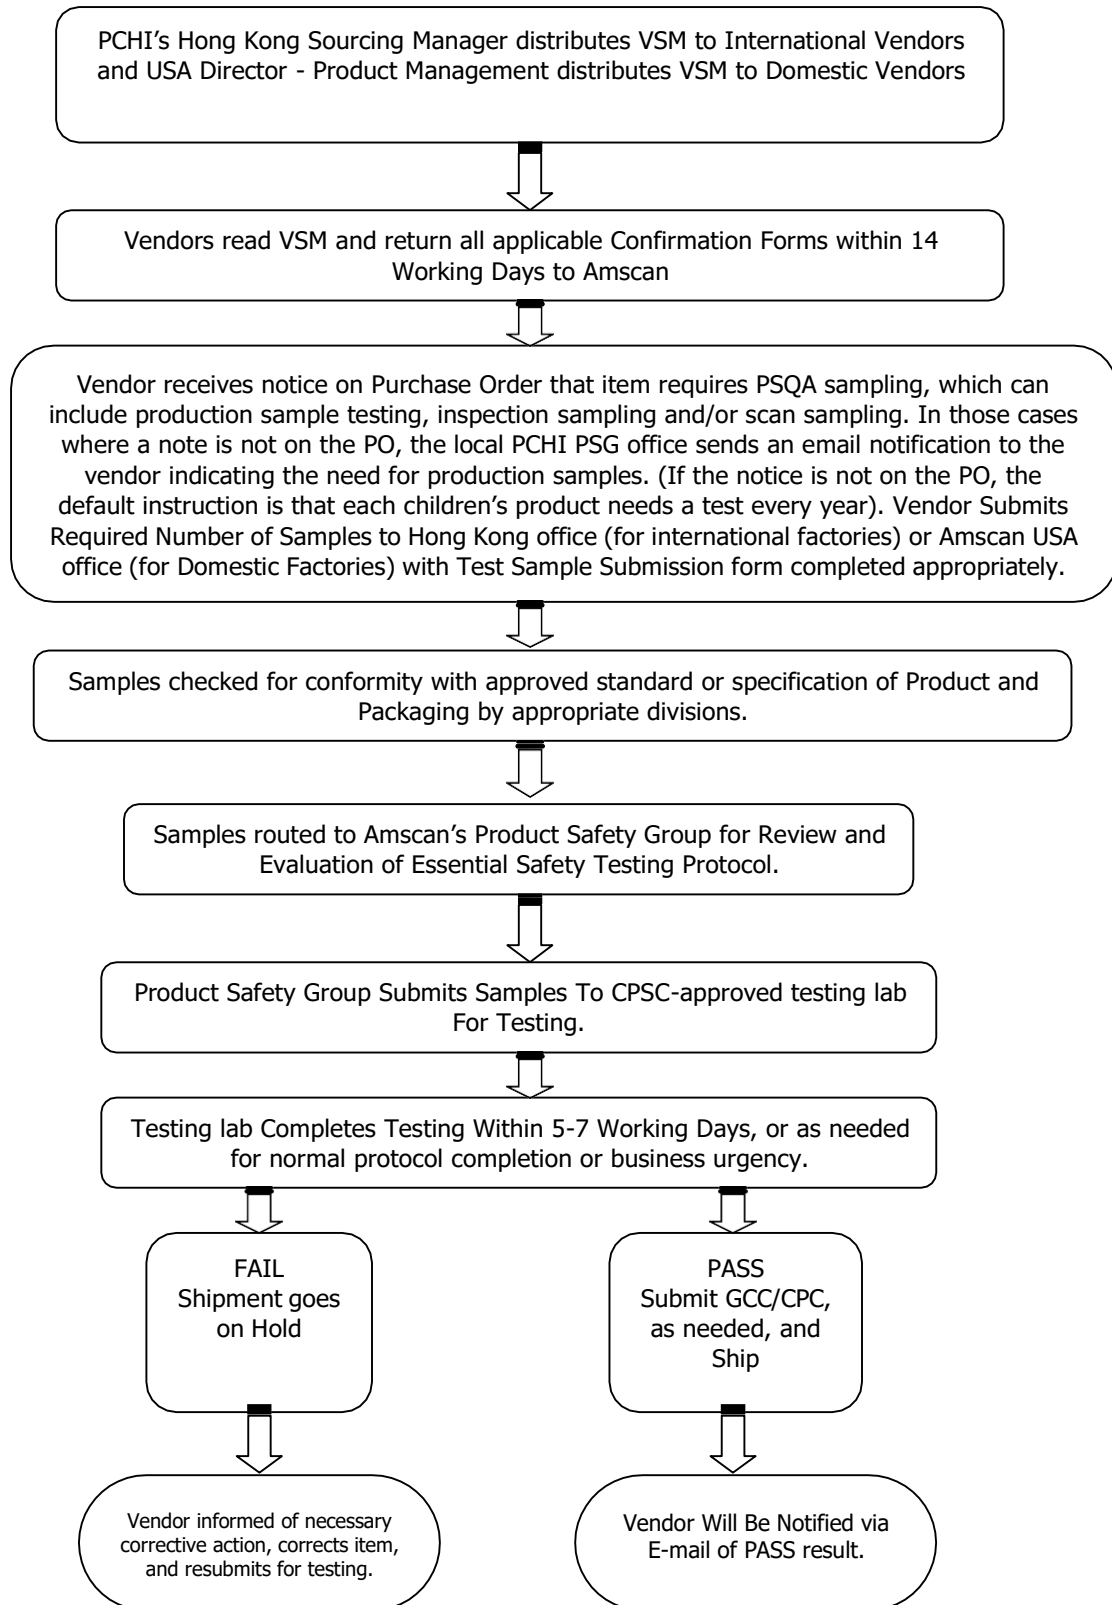 PCHI’s Hong Kong Sourcing Manager distributes VSM to International Vendors
and USA Director - Product Management distributes VSM to Domestic Vendors
Vendors read VSM and return all applicable Confirmation Forms within 14
Working Days to Amscan
Vendor receives notice on Purchase Order that item requires PSQA sampling, which can
include production sample testing, inspection sampling and/or scan sampling. In those cases
where a note is not on the PO, the local PCHI PSG office sends an email notification to the
vendor indicating the need for production samples. (If the notice is not on the PO, the
default instruction is that each children’s product needs a test every year). Vendor Submits
Required Number of Samples to Hong Kong office (for international factories) or Amscan USA
office (for Domestic Factories) with Test Sample Submission form completed appropriately.
Samples checked for conformity with approved standard or specification of Product and
Packaging by appropriate divisions.
Samples routed to Amscan’s Product Safety Group for Review and
Evaluation of Essential Safety Testing Protocol.
Product Safety Group Submits Samples To CPSC-approved testing lab
For Testing.
Testing lab Completes Testing Within 5-7 Working Days, or as needed
for normal protocol completion or business urgency.
FAIL
Shipment goes
on Hold
PASS
Submit GCC/CPC,
as needed, and
Ship
Vendor informed of necessary
corrective action, corrects item,
and resubmits for testing.
Vendor Will Be Notified via
E-mail of PASS result.